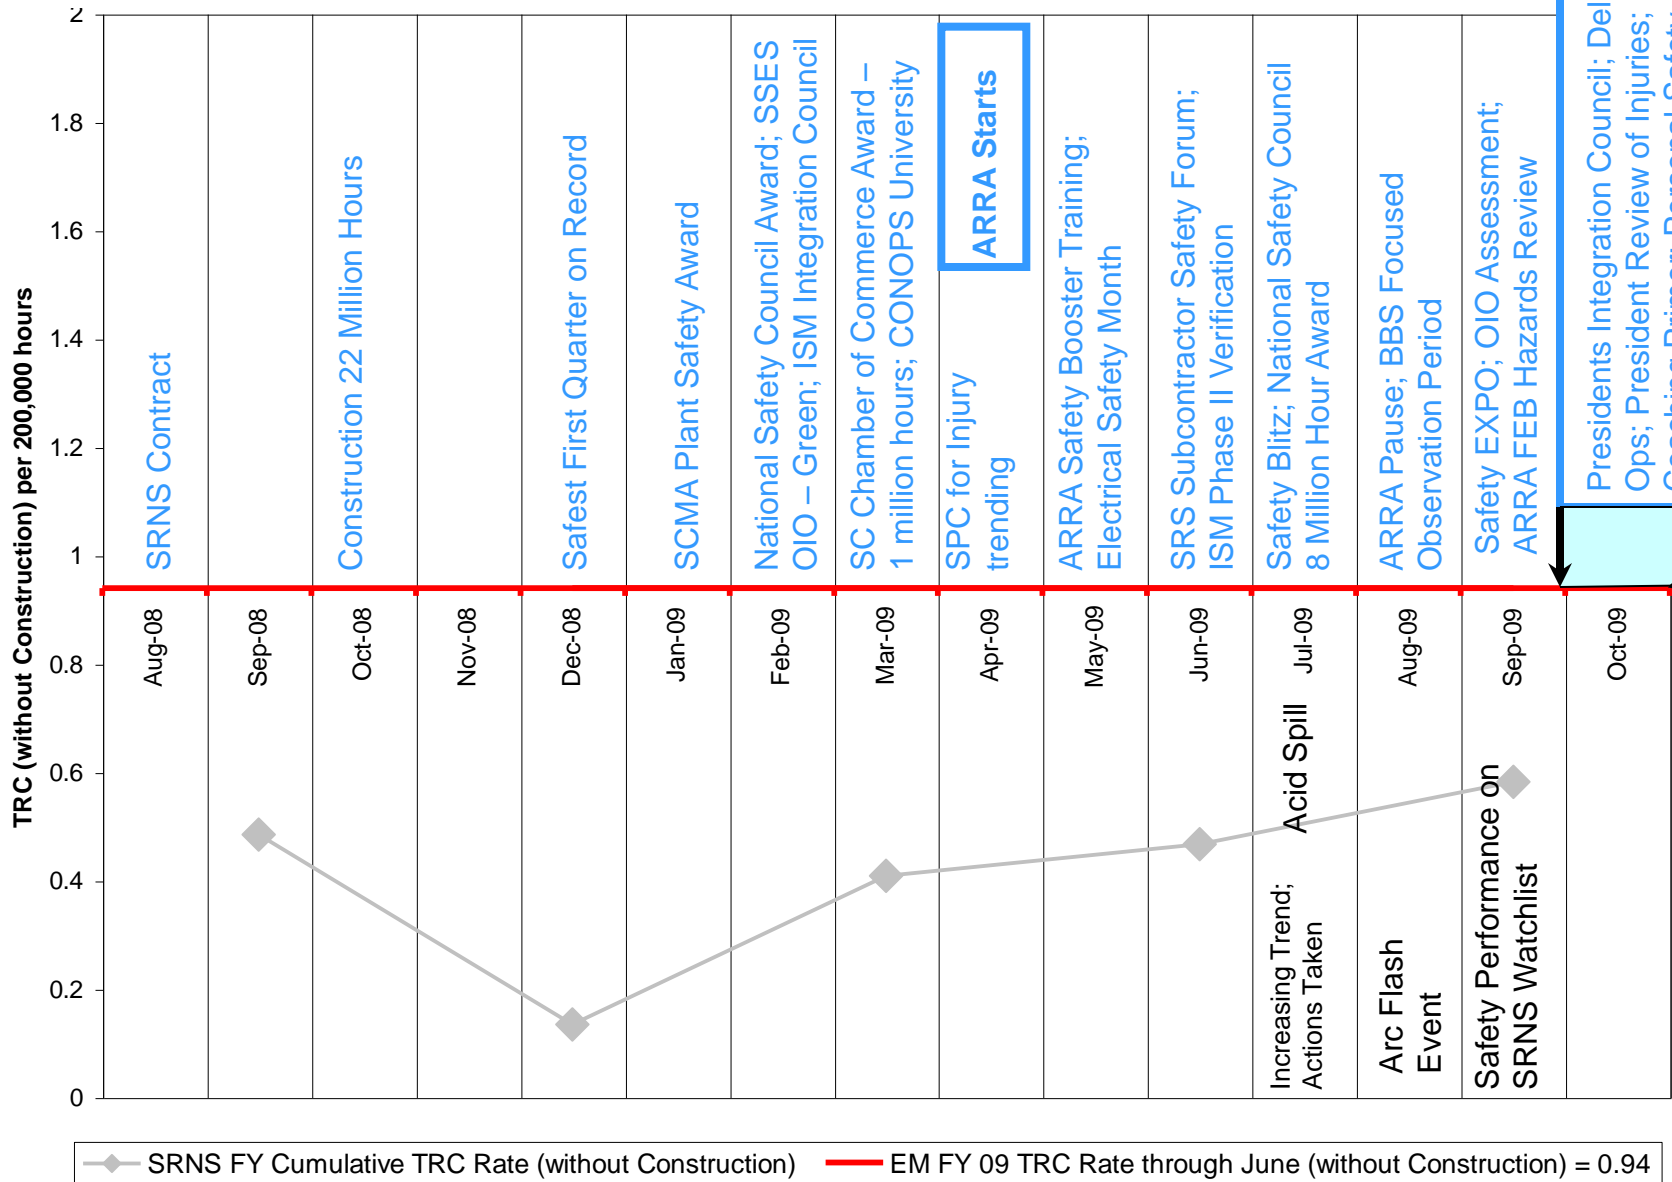 2
1.8
1.6
1.4
1.2
1
0.8
0.6
0.4
0.2
0
TRC (without Construction) per 200,000 hours
SRNS Contract
Construction 22 Million Hours
Safest First Quarter on Record
SCMA Plant Safety Award
National Safety Council Award; SSES
OIO – Green; ISM Integration Council
SC Chamber of Commerce Award –
1 million hours; CONOPS University
ARRA Starts
SPC for Injury
trending
ARRA Safety Booster Training;
Electrical Safety Month
SRS Subcontractor Safety Forum;
ISM Phase II Verification
Safety Blitz; National Safety Council
8 Million Hour Award
ARRA Pause; BBS Focused
Observation Period
Safety EXPO; OIO Assessment;
ARRA FEB Hazards Review
Presidents Integration Council; Del
Ops; President Review of Injuries;
Aug-08
Sep-08
Oct-08
Nov-08
Dec-08
Jan-09
Feb-09
Mar-09
Apr-09
May-09
Jun-09
Jul-09
Aug-09
Sep-09
Oct-09
Acid Spill
Increasing Trend;
Actions Taken
Arc Flash
Event
Safety Performance on
SRNS Watchlist
SRNS FY Cumulative TRC Rate (without Construction)
EM FY 09 TRC Rate through June (without Construction) = 0.94